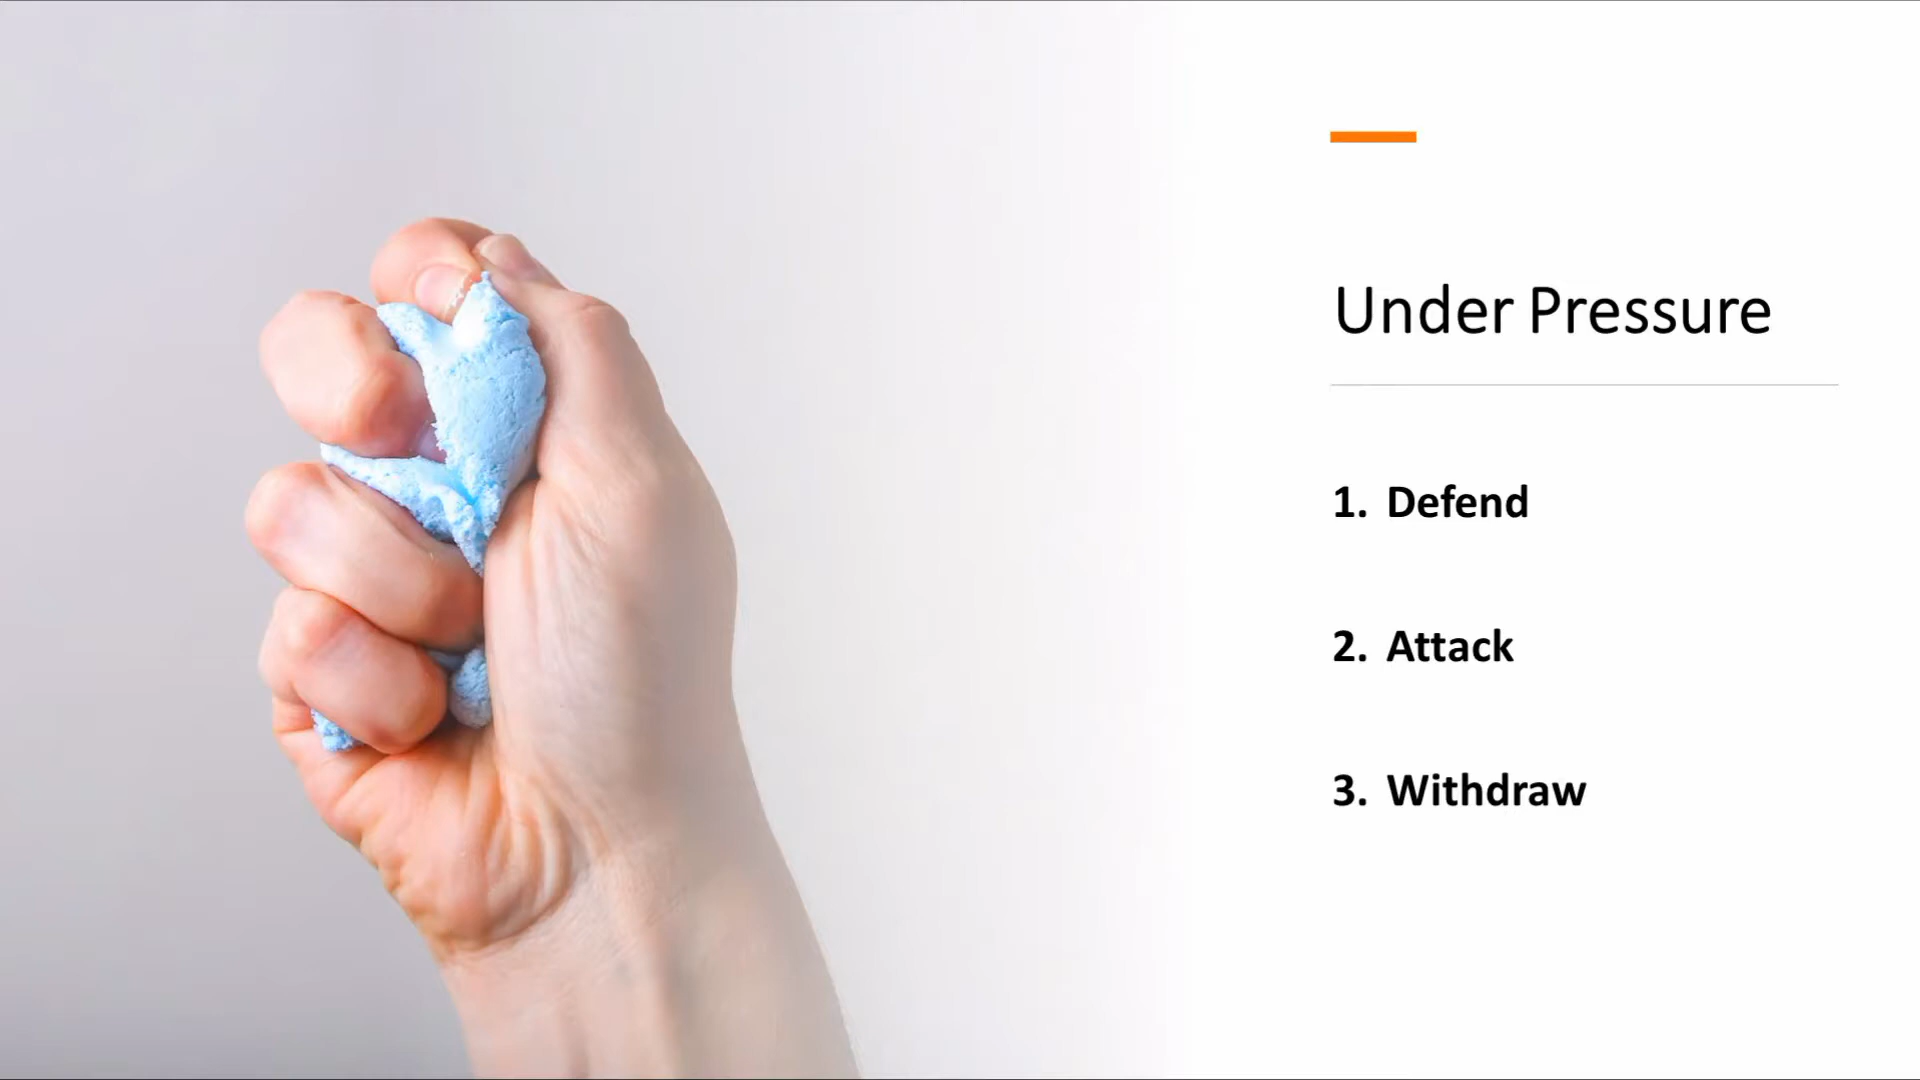 Under Pressure
1. Defend
2. Attack
3. Withdraw